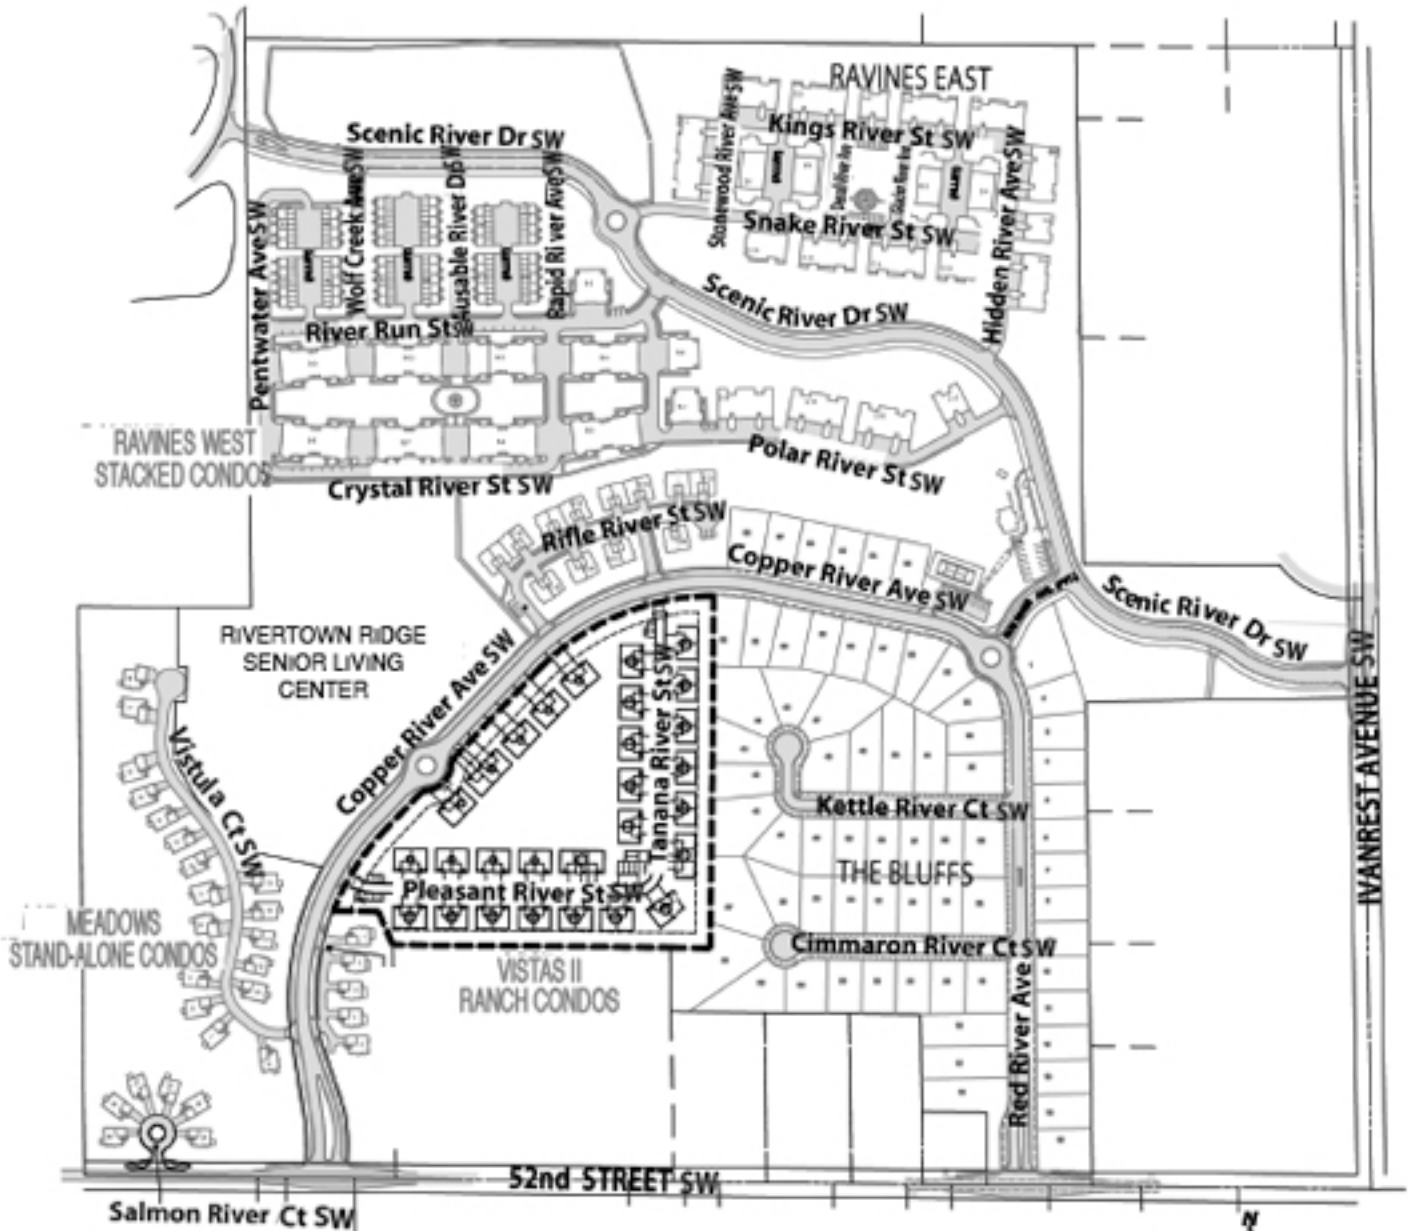 RAVINES EAST
Stonewood River Ave SW
Kings River St SW
Scenic River Dr SW
Hidden River Ave SW
Snake River St SW
Pentwater Ave SW
Wolf Creek Ave SW
Ausable River Dr SW
Rapid River Ave SW
Scenic River Dr SW
River Run St SW
RAVINES WEST
STACKED CONDOS
Polar River St SW
Crystal River St SW
Rifle River St SW
Copper River Ave SW
Scenic River Dr SW
RIVERTOWN RIDGE
SENIOR LIVING
CENTER
Copper River Ave SW
Tanana River St SW
IVANREST AVENUE SW
Vistula Ct SW
Kettle River Ct SW
THE BLUFFS
Pleasant River St SW
MEADOWS
STAND-ALONE CONDOS
Cimmaron River Ct SW
VISTAS II
RANCH CONDOS
Red River Ave
52nd STREET SW
Salmon River Ct SW
N